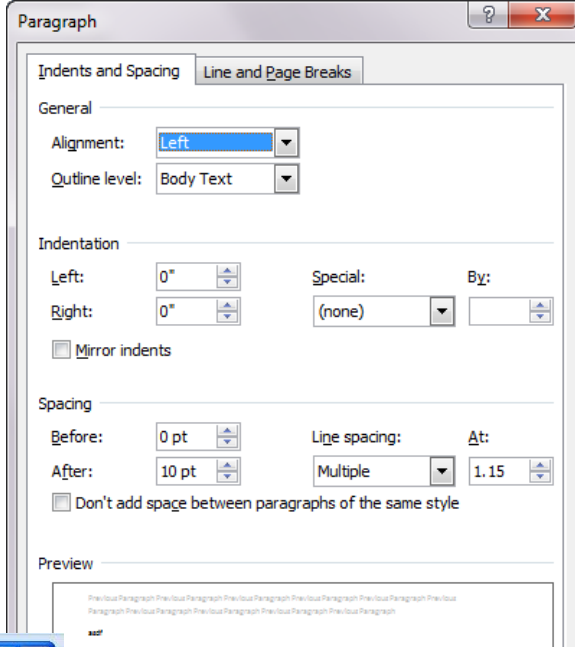 Paragraph
?
X
Indents and Spacing Line and Page Breaks
General
Alignment: Left
Outline level: Body Text
Indentation
Left: 0" Special: By:
Right: 0" (none)
Mirror indents
Spacing
Before: 0 pt Line spacing: At:
After: 10 pt Multiple 1.15
Don't add space between paragraphs of the same style
Preview
Previous Paragraph Previous Paragraph Previous Paragraph Previous Paragraph Previous Paragraph Previous
Paragraph Previous Paragraph Previous Paragraph Previous Paragraph Previous Paragraph
asdf